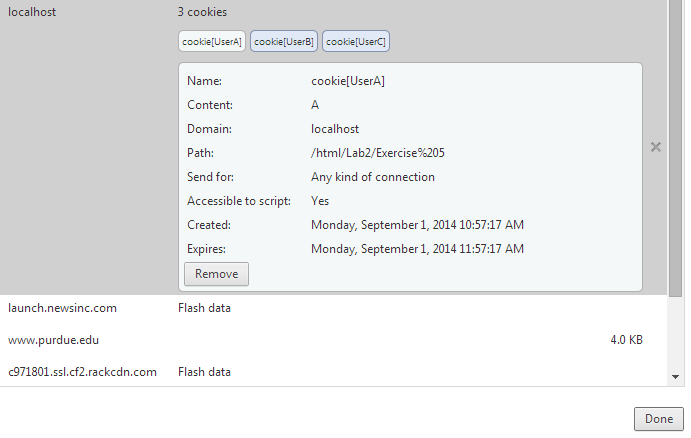 localhost 3 cookies
cookie[UserA] cookie[UserB] cookie[UserC]
Name: cookie[UserA]
Content: A
Domain: localhost
Path: /html/Lab2/Exercise%205
Send for: Any kind of connection
Accessible to script: Yes
Created: Monday, September 1, 2014 10:57:17 AM
Expires: Monday, September 1, 2014 11:57:17 AM
Remove
launch.newsinc.com Flash data
www.purdue.edu 4.0 KB
c971801.ssl.cf2.rackcdn.com Flash data
Done